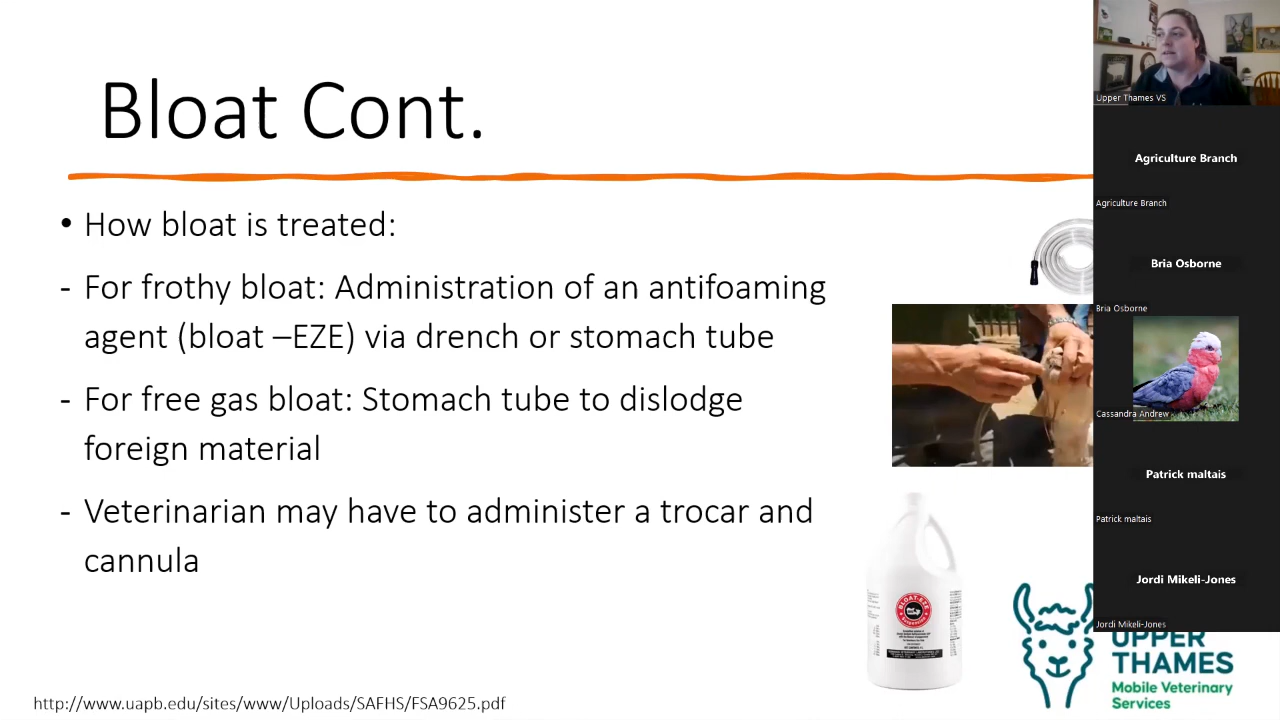 Bloat Cont.
• How bloat is treated:
- For frothy bloat: Administration of an antifoaming
agent (bloat –EZE) via drench or stomach tube
- For free gas bloat: Stomach tube to dislodge
foreign material
- Veterinarian may have to administer a trocar and
cannula
http://www.uapb.edu/sites/www/Uploads/SAFHS/FSA9625.pdf
BLOAT-EZE
UPPER
THAMES
Mobile Veterinary
Services
Upper Thames VS
Agriculture Branch
Agriculture Branch
Bria Osborne
Bria Osborne
Cassandra Andrew
Patrick maltais
Patrick maltais
Jordi Mikeli-Jones
Jordi Mikeli-Jones